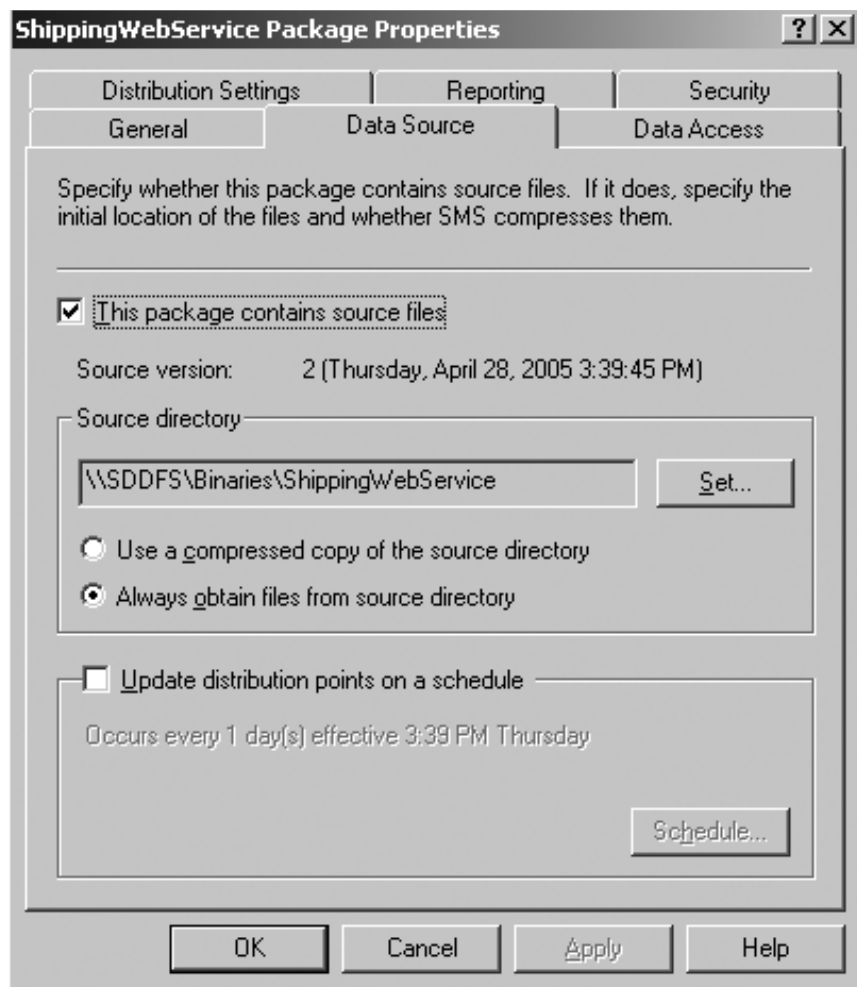 ShippingWebService Package Properties
Distribution Settings Reporting Security
General Data Source Data Access
Specify whether this package contains source files. If it does, specify the
initial location of the files and whether SMS compresses them.
This package contains source files
Source version: 2 (Thursday, April 28, 2005 3:39:45 PM)
Source directory
\\SDDFS\Binaries\ShippingWebService Set...
Use a compressed copy of the source directory
Always obtain files from source directory
Update distribution points on a schedule
Occurs every 1 day(s) effective 3:39 PM Thursday
Schedule...
OK Cancel Apply Help